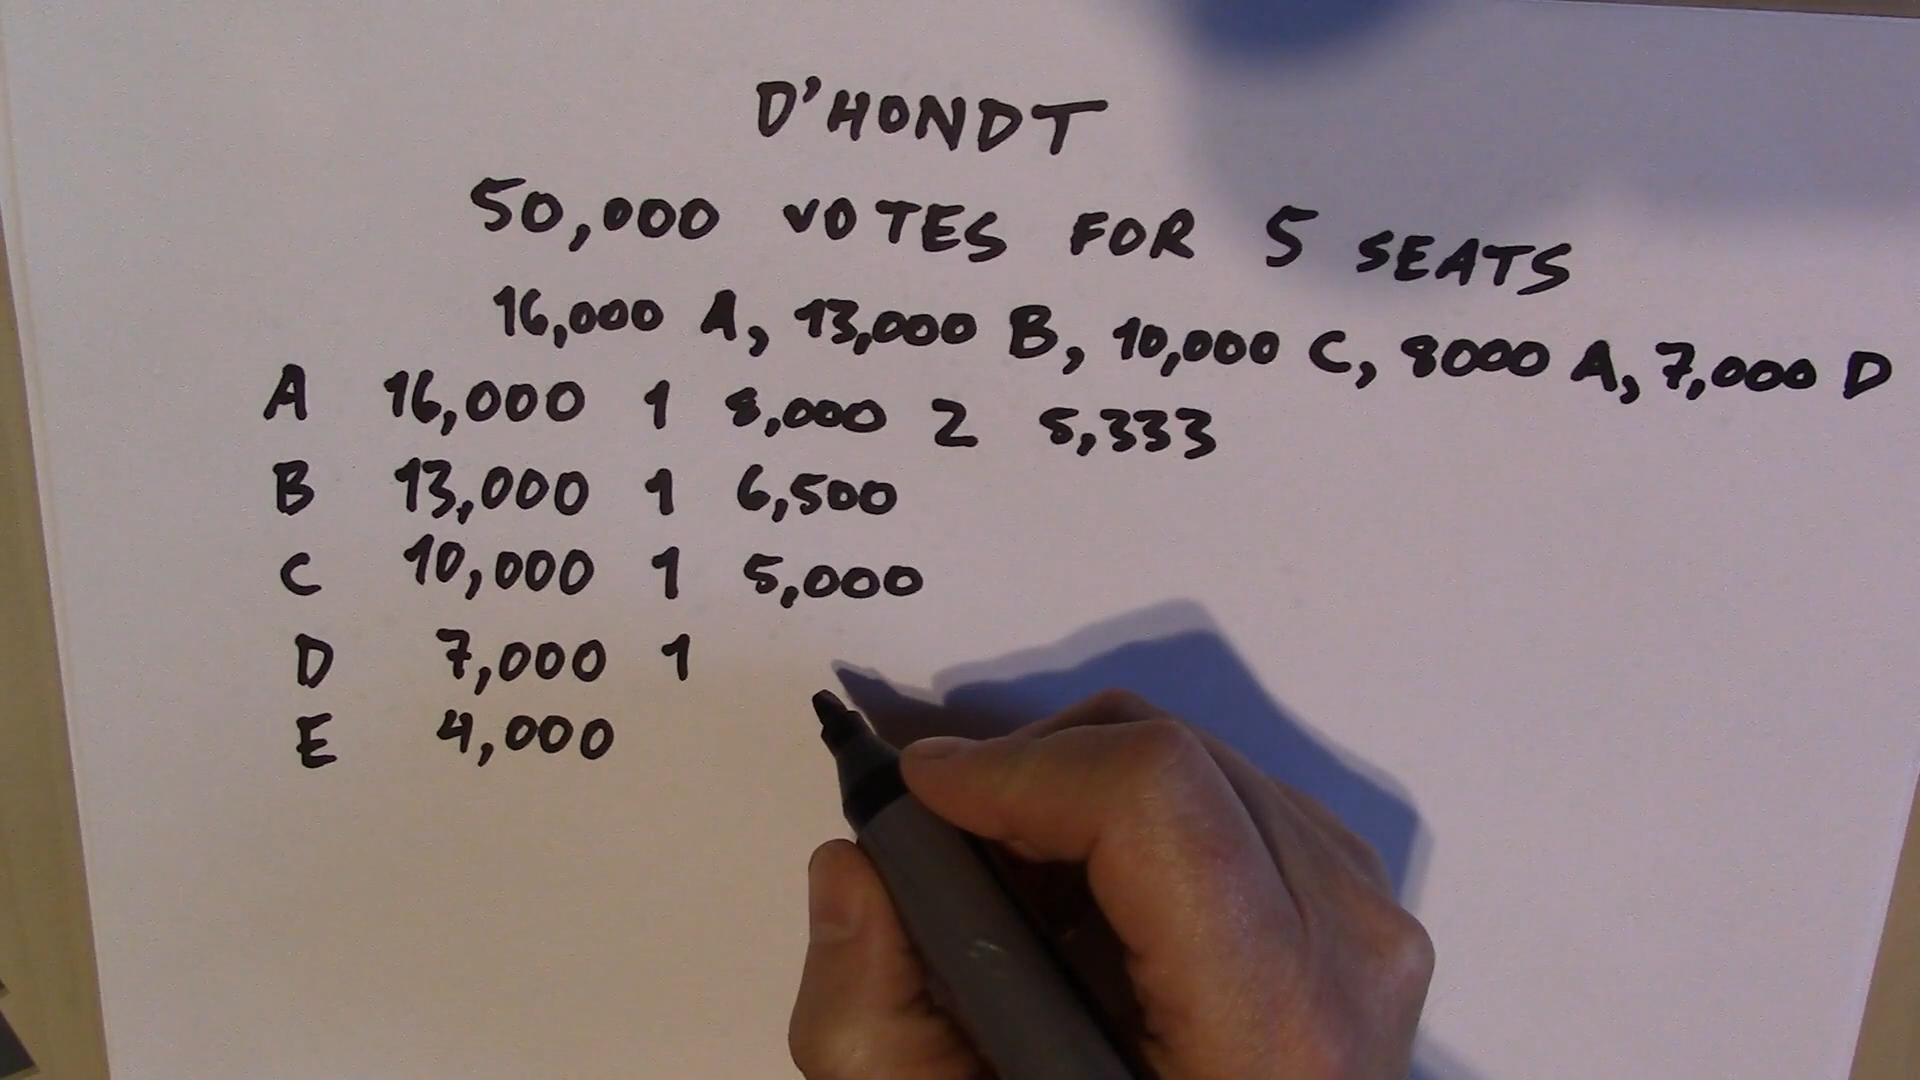 D'HONDT
50,000 VOTES FOR 5 SEATS
16,000 A, 13,000 B, 10,000 C, 8000 A, 7,000 D
A 16,000 1 8,000 2 5,333
B 13,000 1 6,500
C 10,000 1 5,000
D 7,000 1
E 4,000